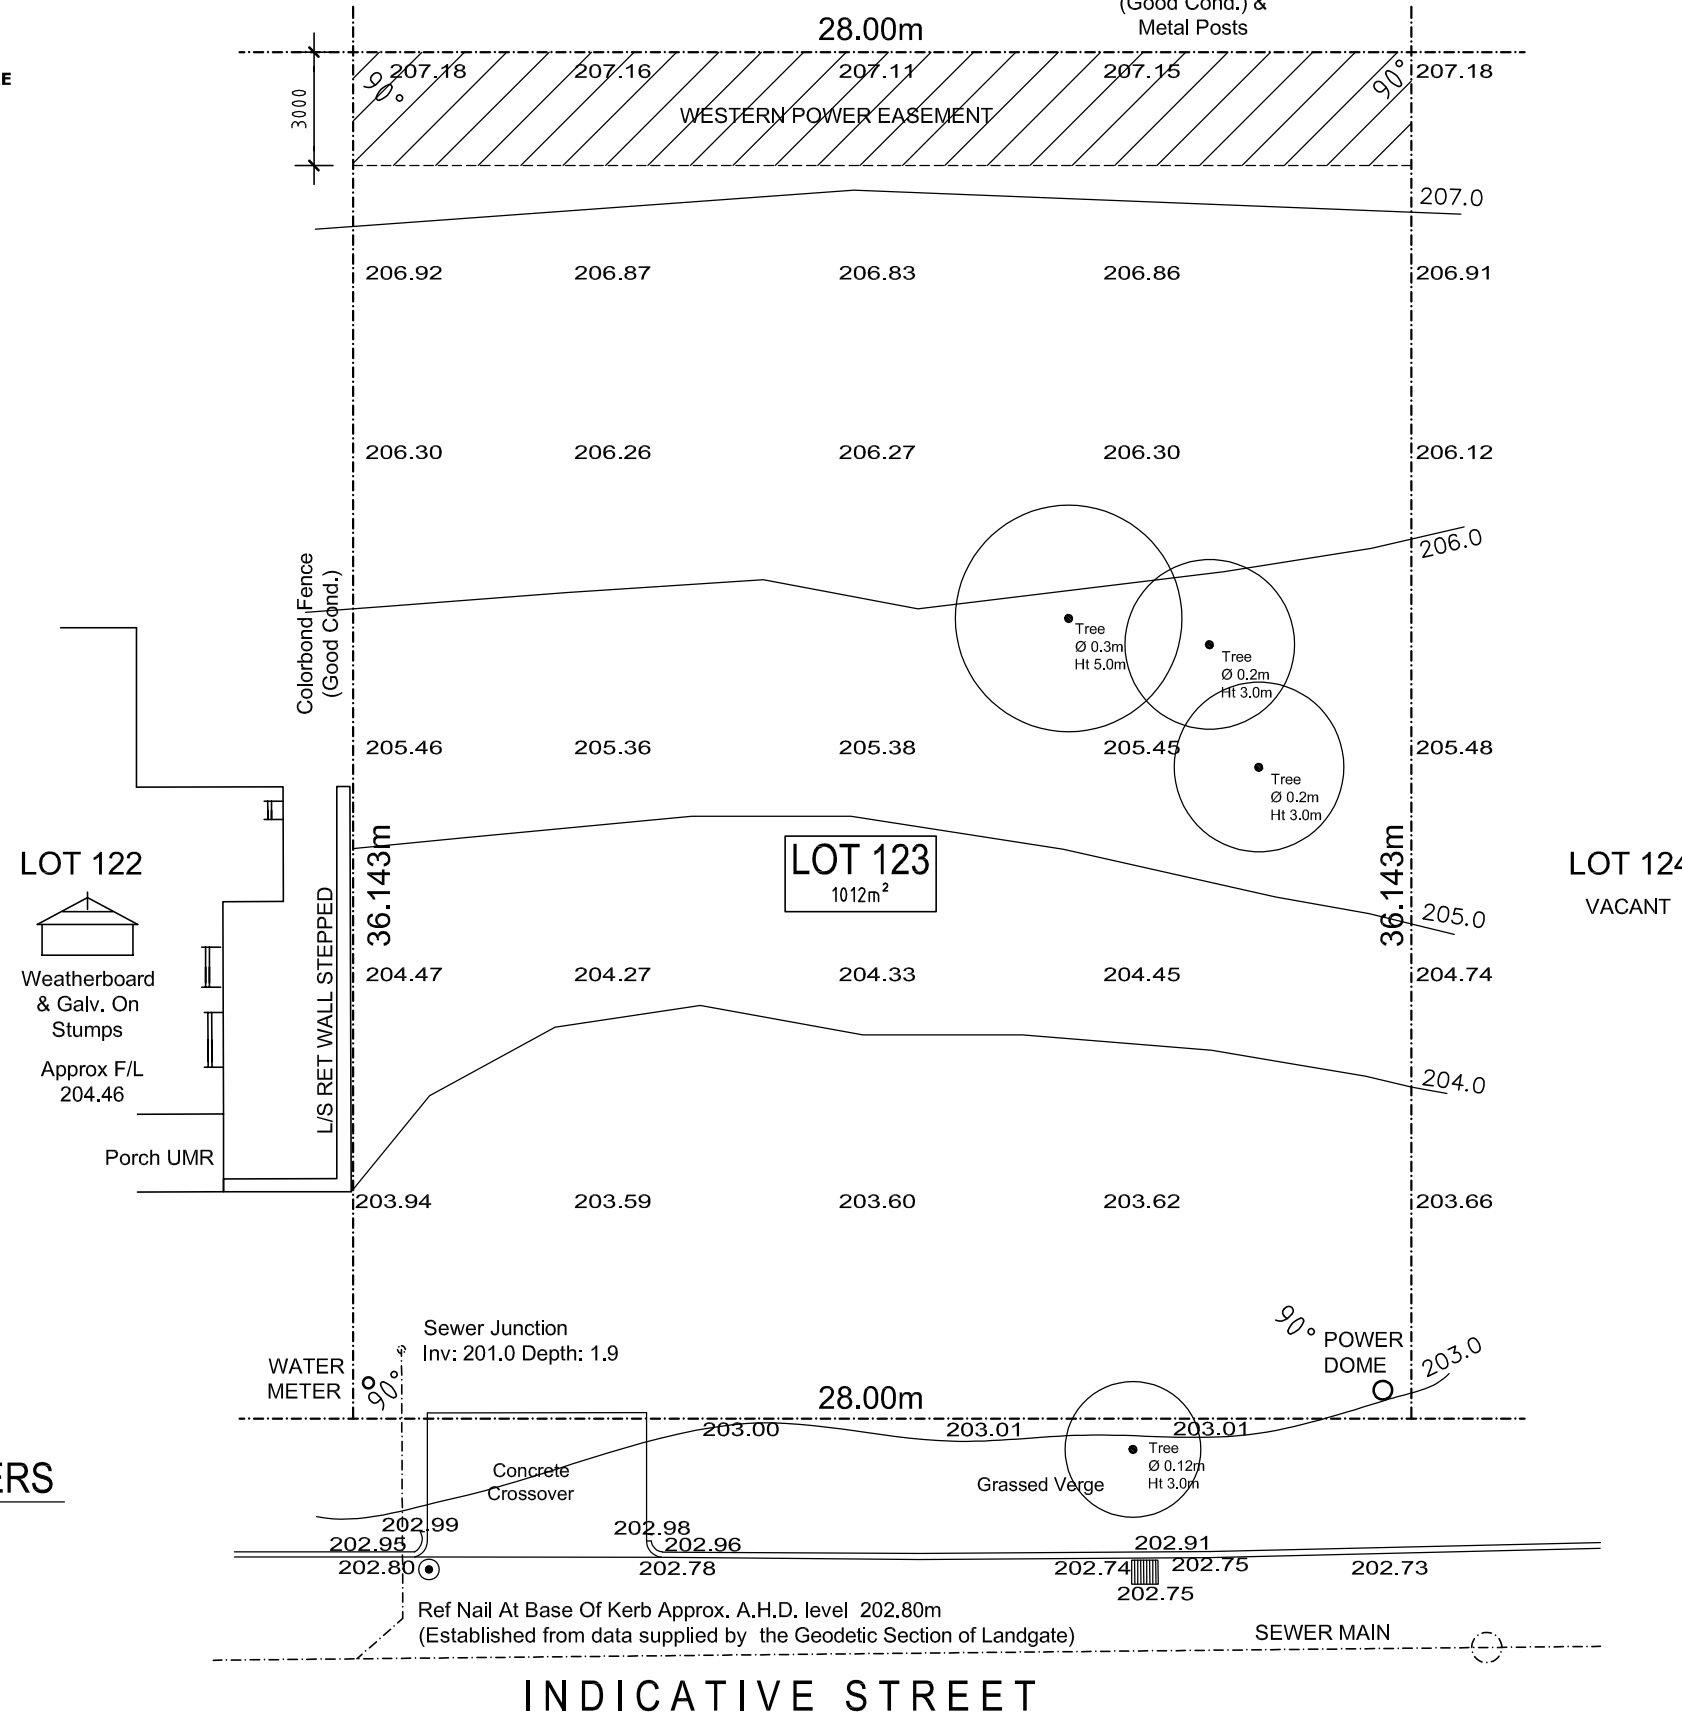 (Good Cond.) &
Metal Posts
28.00m
E
207.18 207.16 207.11 207.15 207.18
90° 90°
3000
WESTERN POWER EASEMENT
207.0
206.92 206.87 206.83 206.86 206.91
206.30 206.26 206.27 206.30 206.12
206.0
Colorbond Fence
(Good Cond.)
Tree
Ø 0.3m
Ht 5.0m
Tree
Ø 0.2m
Ht 3.0m
205.46 205.36 205.38 205.45 205.48
Tree
Ø 0.2m
Ht 3.0m
LOT 122
36.143m
LOT 123
1012m²
36.143m
LOT 124
VACANT
205.0
L/S RET WALL STEPPED
Weatherboard
& Galv. On
Stumps
Approx F/L
204.46
204.47 204.27 204.33 204.45 204.74
204.0
Porch UMR
203.94 203.59 203.60 203.62 203.66
Sewer Junction
Inv: 201.0 Depth: 1.9
WATER
METER
90°
90°
POWER
DOME
203.0
28.00m
203.00 203.01 203.01
Tree
Ø 0.12m
Ht 3.0m
ERS
Concrete
Crossover
Grassed Verge
202.99 202.98
202.95 202.96 202.91
202.80 202.78 202.74 202.75 202.73
202.75
Ref Nail At Base Of Kerb Approx. A.H.D. level 202.80m
(Established from data supplied by the Geodetic Section of Landgate)
SEWER MAIN
INDICATIVE STREET